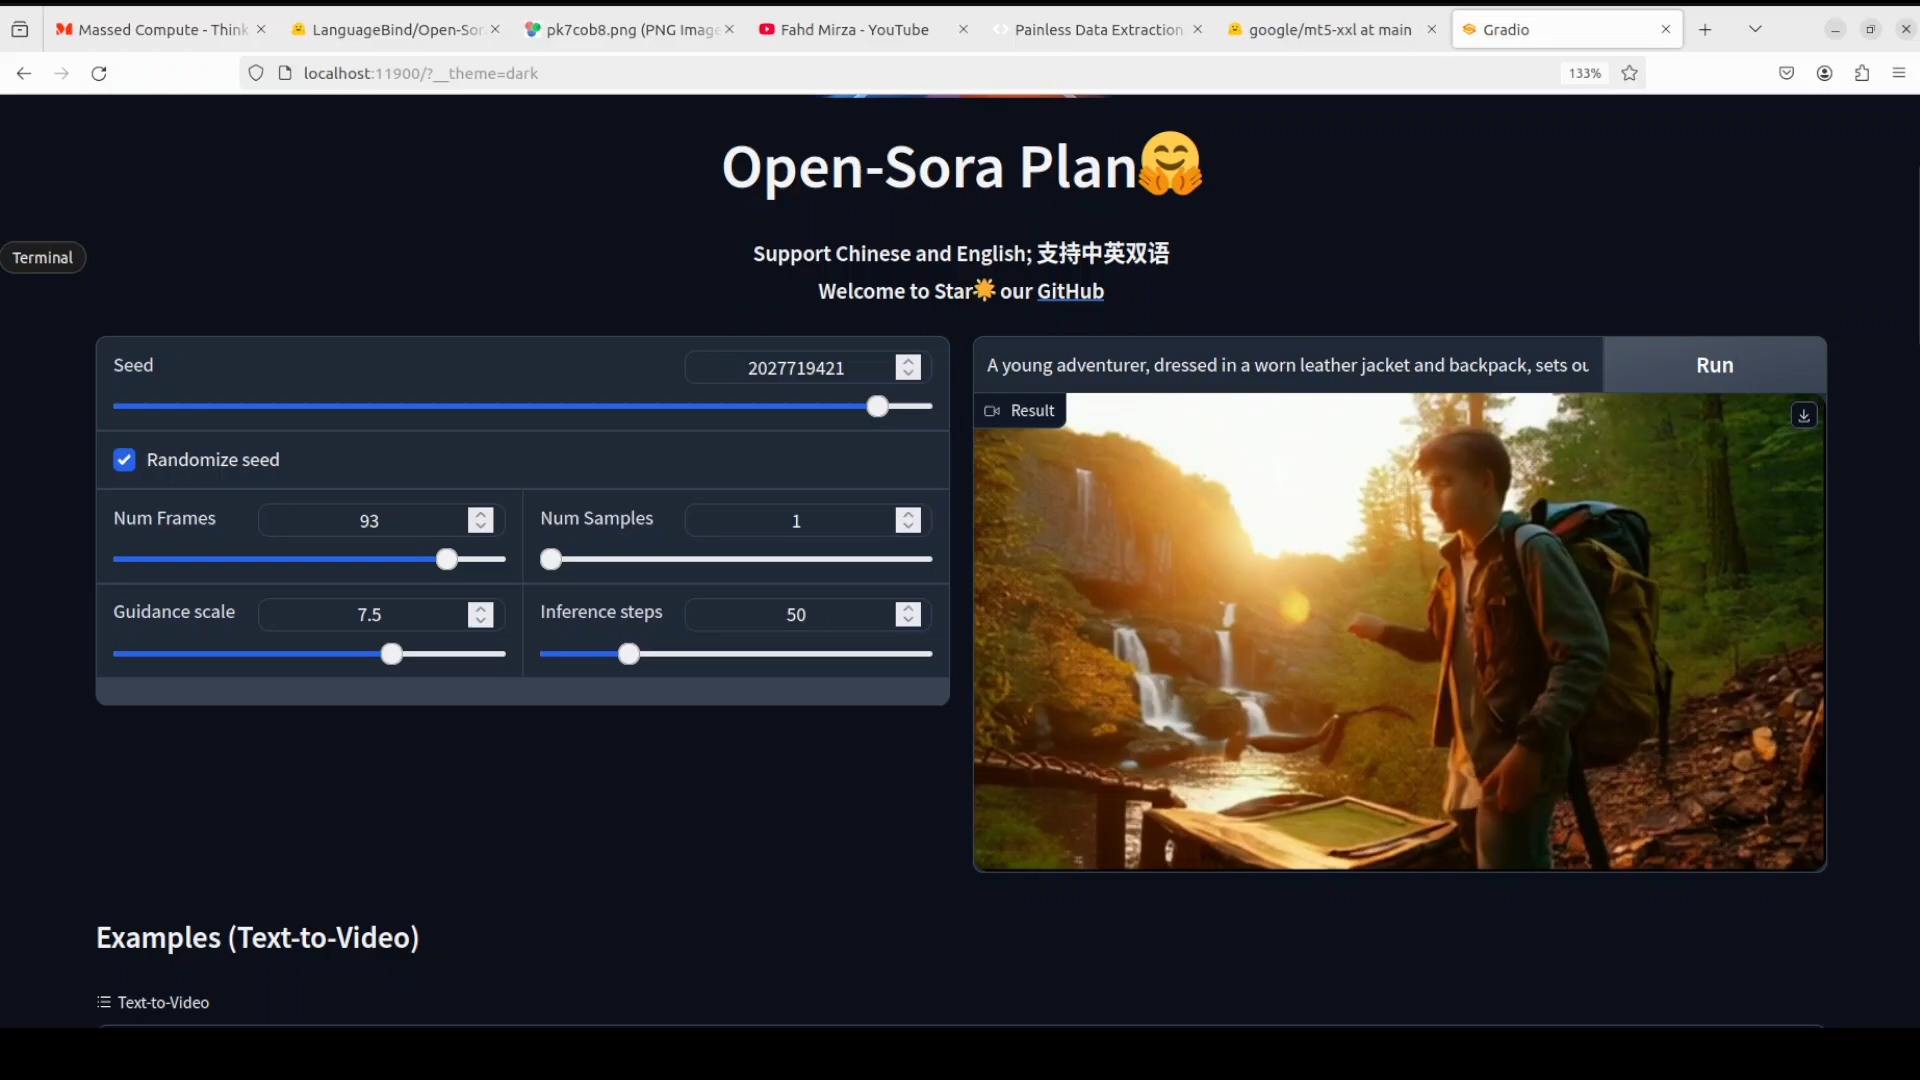 Massed Compute - Think
LanguageBind/Open-Sor
pk7cob8.png (PNG Image
Fahd Mirza - YouTube
Painless Data Extraction
google/mt5-xxl at main
Gradio
localhost:11900/?__theme=dark
133%
Open-Sora Plan🤗
Terminal
Support Chinese and English; 支持中英双语
Welcome to Star🌟 our GitHub
Seed
2027719421
Randomize seed
Num Frames
93
Num Samples
1
Guidance scale
7.5
Inference steps
50
A young adventurer, dressed in a worn leather jacket and backpack, sets ou
Run
Result
Examples (Text-to-Video)
Text-to-Video